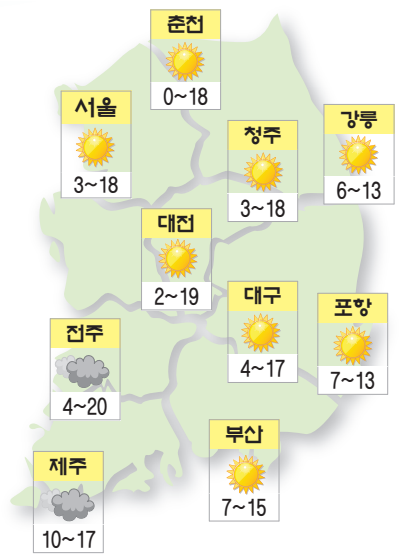 춘천
0~18
서울
3~18
강릉
6~13
청주
3~18
대전
2~19
대구
4~17
포항
7~13
전주
4~20
부산
7~15
제주
10~17